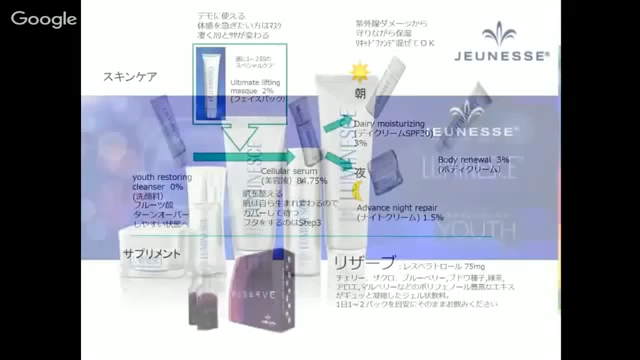 Google
デモに使える
体感を急ぎたい方はﾏｽｸ
凄くﾊﾘとﾂﾔが変わる
紫外線ダメージから
守りながら保湿
ﾘｷｯﾄﾞﾌｧﾝﾃﾞ混ぜてOK
JEUNESSE
スキンケア
週に1～2回の
スペシャルケア
Ultimate lifting
masque 2%
(フェイスパック)
朝
Dairy moisturizing
(デイクリームSPF30)
3%
JEUNESSE
youth restoring
cleanser 0%
(洗顔料)
フルーツ酸
ターンオーバー
しやすい状態へ
Cellular serum
(美容液) 84.75%
肌を整える
肌は自ら生まれ変わるので
カバーして待つ
フタをするのはStep3
夜
Advance night repair
(ナイトクリーム) 1.5%
Body renewal 3%
(ボディクリーム)
LUMINESCE
YOUTH
サプリメント
リザーブ：レスベラトロール 75mg
チェリー、ザクロ、ブルーベリー,ブドウ種子,緑茶,
アロエ,マルベリーなどのポリフェノール豊富なエキス
がギュッと凝縮したジェル状飲料。
1日1～2パックを目安にそのままお飲みください